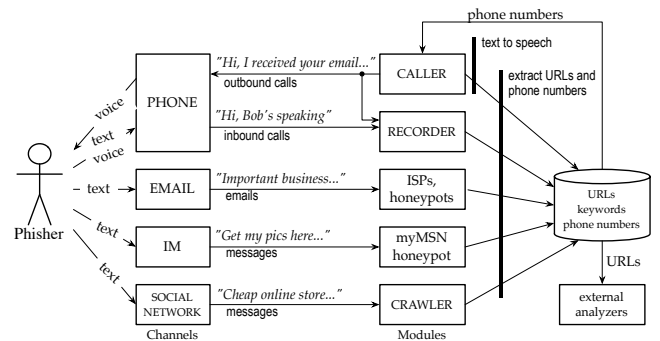 phone numbers
text to speech
extract URLs and
phone numbers
"Hi, I received your email..."
outbound calls
CALLER
PHONE
voice
text
voice
"Hi, Bob's speaking"
inbound calls
RECORDER
Phisher
text
EMAIL
"Important business..."
emails
ISPs,
honeypots
URLs
keywords
phone numbers
text
IM
"Get my pics here..."
messages
myMSN
honeypot
URLs
text
SOCIAL
NETWORK
"Cheap online store..."
messages
CRAWLER
external
analyzers
Channels
Modules